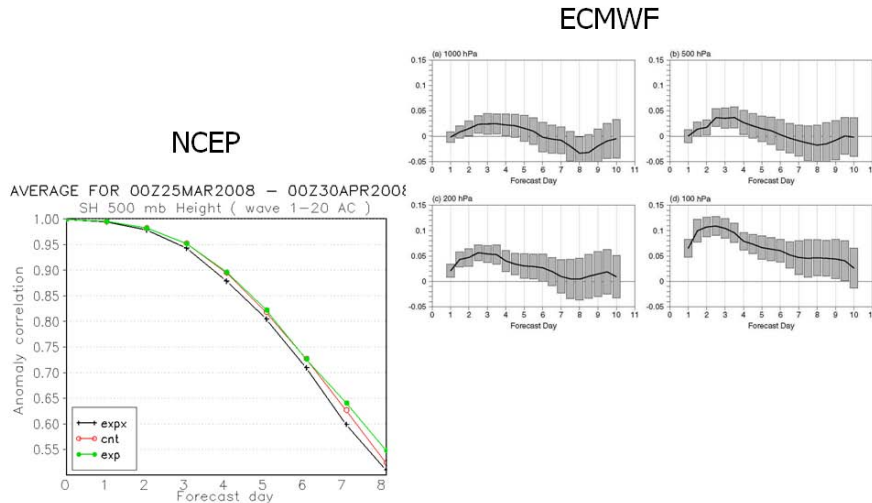 ECMWF
NCEP
AVERAGE FOR 00Z25MAR2008 – 00Z30APR2008
SH 500 mb Height ( wave 1–20 AC )
Anomaly correlation
1.00
0.95
0.90
0.85
0.80
0.75
0.70
0.65
0.60
0.55
expx
cnt
exp
0 1 2 3 4 5 6 7 8
Forecast day
(a) 1000 hPa
0.15
0.1
0.05
0
-0.05
0 1 2 3 4 5 6 7 8 9 10 11
Forecast Day
(b) 500 hPa
0.15
0.1
0.05
0
-0.05
0 1 2 3 4 5 6 7 8 9 10 11
Forecast Day
(c) 200 hPa
0.15
0.1
0.05
0
-0.05
0 1 2 3 4 5 6 7 8 9 10 11
Forecast Day
(d) 100 hPa
0.15
0.1
0.05
0
-0.05
0 1 2 3 4 5 6 7 8 9 10 11
Forecast Day